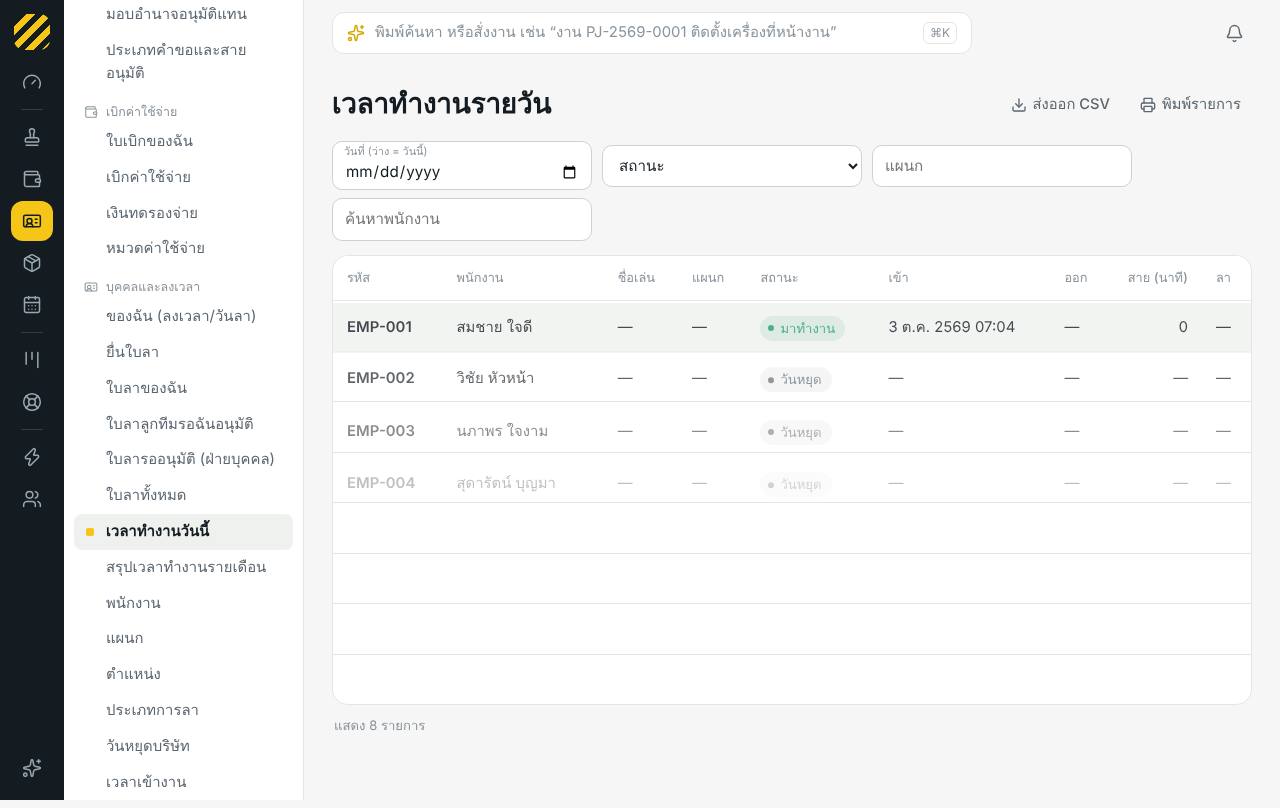 มอบอำนาจอนุมัติแทน
ประเภทคำขอและสาย
อนุมัติ
เบิกค่าใช้จ่าย
ใบเบิกของฉัน
เบิกค่าใช้จ่าย
เงินทดรองจ่าย
หมวดค่าใช้จ่าย
บุคคลและลงเวลา
ของฉัน (ลงเวลา/วันลา)
ยื่นใบลา
ใบลาของฉัน
ใบลาลูกทีมรอฉันอนุมัติ
ใบลารออนุมัติ (ฝ่ายบุคคล)
ใบลาทั้งหมด
เวลาทำงานวันนี้
สรุปเวลาทำงานรายเดือน
พนักงาน
แผนก
ตำแหน่ง
ประเภทการลา
วันหยุดบริษัท
เวลาเข้างาน
พิมพ์ค้นหา หรือสั่งงาน เช่น “งาน PJ-2569-0001 ติดตั้งเครื่องที่หน้างาน” ⌘K
เวลาทำงานรายวัน
ส่งออก CSV
พิมพ์รายการ
วันที่ (ว่าง = วันนี้)
mm/dd/yyyy
สถานะ
แผนก
ค้นหาพนักงาน
รหัส พนักงาน ชื่อเล่น แผนก สถานะ เข้า ออก สาย (นาที) ลา
EMP-001 สมชาย ใจดี — — มาทำงาน 3 ต.ค. 2569 07:04 — 0 —
EMP-002 วิชัย หัวหน้า — — วันหยุด — — — —
EMP-003 นภาพร ใจงาม — — วันหยุด — — — —
EMP-004 สุดารัตน์ บุญมา — — วันหยุด — — — —
แสดง 8 รายการ